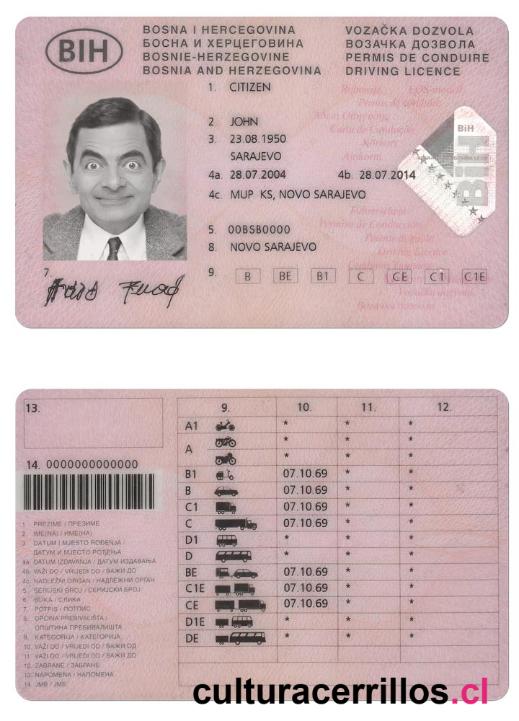 BIH
BOSNA I HERCEGOVINA
БОСНА И ХЕРЦЕГОВИНА
BOSNIE-HERZEGOVINE
BOSNIA AND HERZEGOVINA
VOZAČKA DOZVOLA
ВОЗАЧКА ДОЗВОЛА
PERMIS DE CONDUIRE
DRIVING LICENCE
1. CITIZEN
2. JOHN
3. 23.08.1950
SARAJEVO
4a. 28.07.2004 4b. 28.07.2014
4c. MUP KS, NOVO SARAJEVO
5. 00BSB0000
8. NOVO SARAJEVO
7.
9. B BE B1 C CE C1 C1E
BiH
BiH
13.
14. 0000000000000
1. PREZIME / ПРЕЗИМЕ
2. IME(NA) / ИМЕ(НА)
3. DATUM I MJESTO ROĐENJA /
ДАТУМ И МЈЕСТО РОЂЕЊА
4a. DATUM IZDAVANJA / ДАТУМ ИЗДАВАЊА
4b. VAŽI DO / VRIJEDI DO / ВАЖИ ДО
4c. NADLEŽNI ORGAN / НАДЛЕЖНИ ОРГАН
5. SERIJSKI BROJ / СЕРИЈСКИ БРОЈ
6. SLIKA / СЛИКА
7. POTPIS / ПОТПИС
8. OPĆINA PREBIVALIŠTA /
ОПШТИНА ПРЕБИВАЛИШТА
9. KATEGORIJA / КАТЕГОРИЈА
10. VAŽI OD / VRIJEDI OD / ВАЖИ ОД
11. VAŽI DO / VRIJEDI DO / ВАЖИ ДО
12. ZABRANE / ЗАБРАНЕ
13. NAPOMENA / НАПОМЕНА
14. JMB / ЈМБ
9. 10. 11. 12.
A1 * * *
A * * *
* * *
B1 07.10.69 * *
B 07.10.69 * *
C1 07.10.69 * *
C 07.10.69 * *
D1 * * *
D * * *
BE 07.10.69 * *
C1E 07.10.69 * *
CE 07.10.69 * *
D1E * * *
DE * * *
culturacerrillos.cl